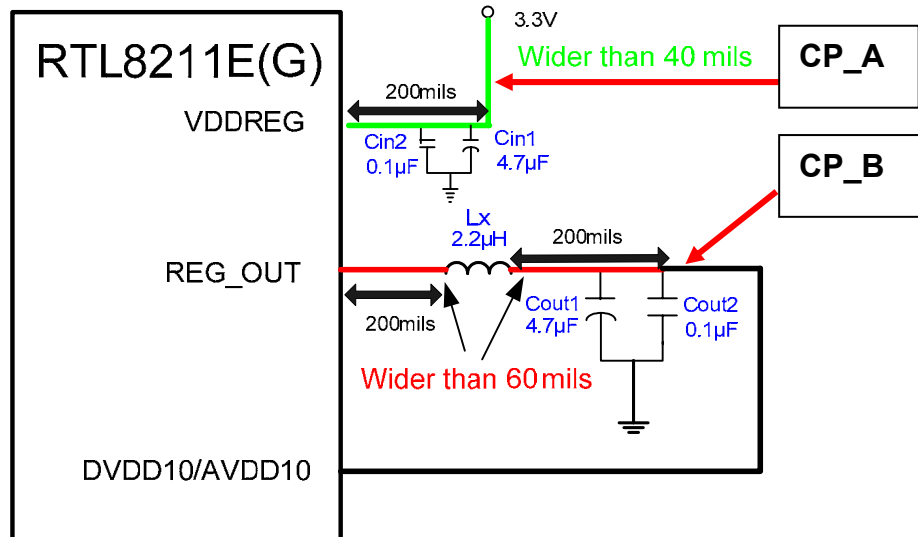 3.3V
RTL8211E(G)
Wider than 40 mils
CP_A
200mils
VDDREG
Cin2
0.1µF
Cin1
4.7µF
CP_B
Lx
2.2µH
200mils
REG_OUT
200mils
Cout1
4.7µF
Cout2
0.1µF
Wider than 60 mils
DVDD10/AVDD10